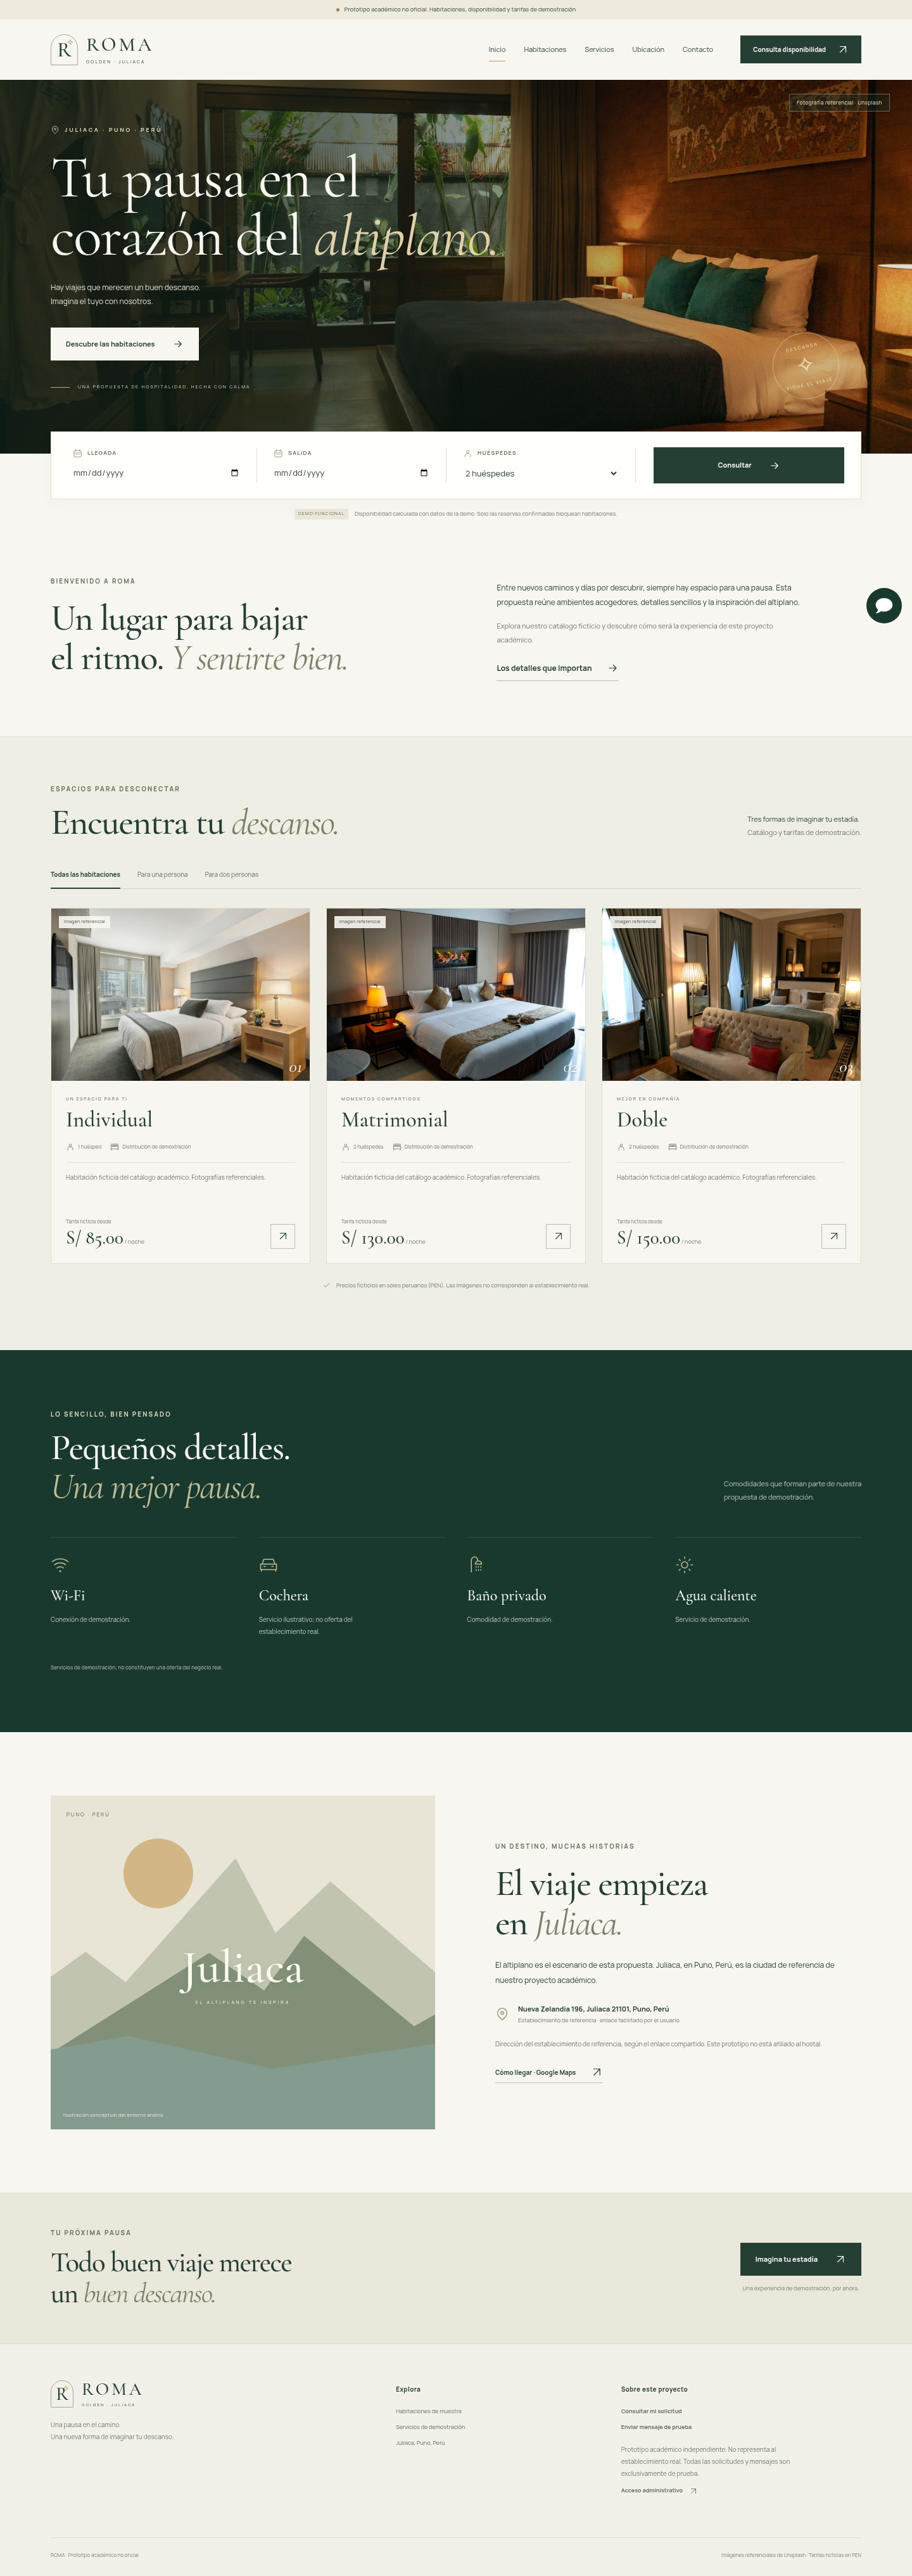 Prototipo académico no oficial. Habitaciones, disponibilidad y tarifas de demostración
R
ROMA
GOLDEN · JULIACA
Inicio
Habitaciones
Servicios
Ubicación
Contacto
Consulta disponibilidad
Fotografía referencial · Unsplash
JULIACA · PUNO · PERÚ
Tu pausa en el
corazón del altiplano.
Hay viajes que merecen un buen descanso.
Imagina el tuyo con nosotros.
Descubre las habitaciones
UNA PROPUESTA DE HOSPITALIDAD, HECHA CON CALMA
DESCANSA
SIGUE EL VIAJE
LLEGADA
mm/dd/yyyy
SALIDA
mm/dd/yyyy
HUÉSPEDES
2 huéspedes
Consultar
DEMO FUNCIONAL
Disponibilidad calculada con datos de la demo. Solo las reservas confirmadas bloquean habitaciones.
BIENVENIDO A ROMA
Un lugar para bajar
el ritmo. Y sentirte bien.
Entre nuevos caminos y días por descubrir, siempre hay espacio para una pausa. Esta
propuesta reúne ambientes acogedores, detalles sencillos y la inspiración del altiplano.
Explora nuestro catálogo ficticio y descubre cómo será la experiencia de este proyecto
académico.
Los detalles que importan
ESPACIOS PARA DESCONECTAR
Encuentra tu descanso.
Tres formas de imaginar tu estadía.
Catálogo y tarifas de demostración.
Todas las habitaciones
Para una persona
Para dos personas
Imagen referencial
01
UN ESPACIO PARA TI
Individual
1 huésped
Distribución de demostración
Habitación ficticia del catálogo académico. Fotografías referenciales.
Tarifa ficticia desde
S/ 85.00 / noche
Imagen referencial
02
MOMENTOS COMPARTIDOS
Matrimonial
2 huéspedes
Distribución de demostración
Habitación ficticia del catálogo académico. Fotografías referenciales.
Tarifa ficticia desde
S/ 130.00 / noche
Imagen referencial
03
MEJOR EN COMPAÑÍA
Doble
2 huéspedes
Distribución de demostración
Habitación ficticia del catálogo académico. Fotografías referenciales.
Tarifa ficticia desde
S/ 150.00 / noche
Precios ficticios en soles peruanos (PEN). Las imágenes no corresponden al establecimiento real.
LO SENCILLO, BIEN PENSADO
Pequeños detalles.
Una mejor pausa.
Comodidades que forman parte de nuestra
propuesta de demostración.
Wi-Fi
Conexión de demostración.
Cochera
Servicio ilustrativo; no oferta del
establecimiento real.
Baño privado
Comodidad de demostración.
Agua caliente
Servicio de demostración.
Servicios de demostración; no constituyen una oferta del negocio real.
PUNO · PERÚ
Juliaca
EL ALTIPLANO TE INSPIRA
Ilustración conceptual del entorno andino
UN DESTINO, MUCHAS HISTORIAS
El viaje empieza
en Juliaca.
El altiplano es el escenario de esta propuesta. Juliaca, en Puno, Perú, es la ciudad de referencia de
nuestro proyecto académico.
Nueva Zelandia 196, Juliaca 21101, Puno, Perú
Establecimiento de referencia · enlace facilitado por el usuario
Dirección del establecimiento de referencia, según el enlace compartido. Este prototipo no está afiliado al hostal.
Cómo llegar · Google Maps
TU PRÓXIMA PAUSA
Todo buen viaje merece
un buen descanso.
Imagina tu estadía
Una experiencia de demostración, por ahora.
R
ROMA
GOLDEN · JULIACA
Una pausa en el camino.
Una nueva forma de imaginar tu descanso.
Explora
Habitaciones de muestra
Servicios de demostración
Juliaca, Puno, Perú
Sobre este proyecto
Consultar mi solicitud
Enviar mensaje de prueba
Prototipo académico independiente. No representa al
establecimiento real. Todas las solicitudes y mensajes son
exclusivamente de prueba.
Acceso administrativo
ROMA · Prototipo académico no oficial
Imágenes referenciales de Unsplash · Tarifas ficticias en PEN